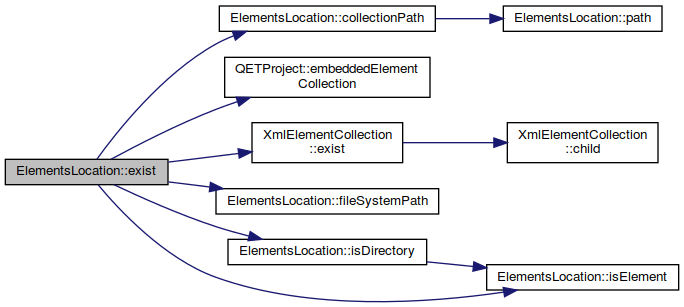 ElementsLocation::exist
ElementsLocation::collectionPath
ElementsLocation::path
QETProject::embeddedElement
Collection
XmlElementCollection
::exist
XmlElementCollection
::child
ElementsLocation::fileSystemPath
ElementsLocation::isDirectory
ElementsLocation::isElement